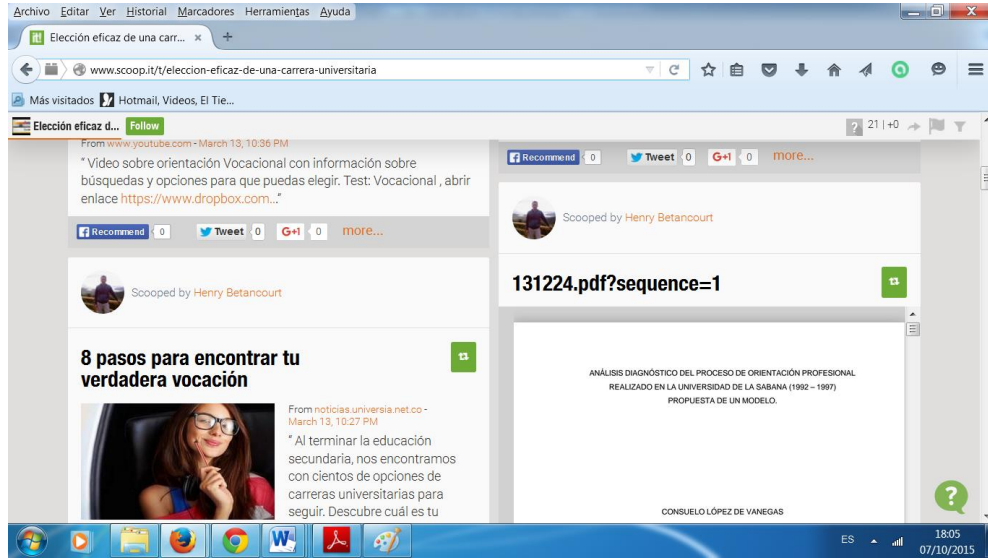 Archivo Editar Ver Historial Marcadores Herramientas Ayuda
Elección eficaz de una carr...
www.scoop.it/t/eleccion-eficaz-de-una-carrera-universitaria
Más visitados Hotmail, Videos, El Tie...
Elección eficaz d... Follow
? 21 | +0
From www.youtube.com - March 13, 10:36 PM
" Video sobre orientación Vocacional con información sobre
búsquedas y opciones para que puedas elegir. Test: Vocacional , abrir
enlace https://www.dropbox.com..."
Recommend 0 Tweet 0 G+1 0 more...
Scooped by Henry Betancourt
8 pasos para encontrar tu
verdadera vocación
From noticias.universia.net.co -
March 13, 10:27 PM
" Al terminar la educación
secundaria, nos encontramos
con cientos de opciones de
carreras universitarias para
seguir. Descubre cuál es tu
Recommend 0 Tweet 0 G+1 0 more...
Scooped by Henry Betancourt
131224.pdf?sequence=1
ANÁLISIS DIAGNÓSTICO DEL PROCESO DE ORIENTACIÓN PROFESIONAL
REALIZADO EN LA UNIVERSIDAD DE LA SABANA (1992 – 1997)
PROPUESTA DE UN MODELO.
CONSUELO LÓPEZ DE VANEGAS
?
ES
18:05
07/10/2015